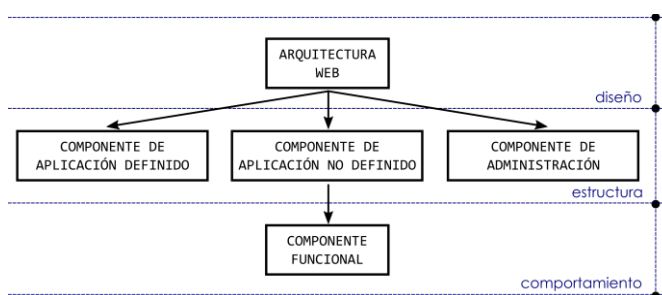 ARQUITECTURA
WEB
diseño
COMPONENTE DE
APLICACIÓN DEFINIDO
COMPONENTE DE
APLICACIÓN NO DEFINIDO
COMPONENTE DE
ADMINISTRACIÓN
estructura
COMPONENTE
FUNCIONAL
comportamiento